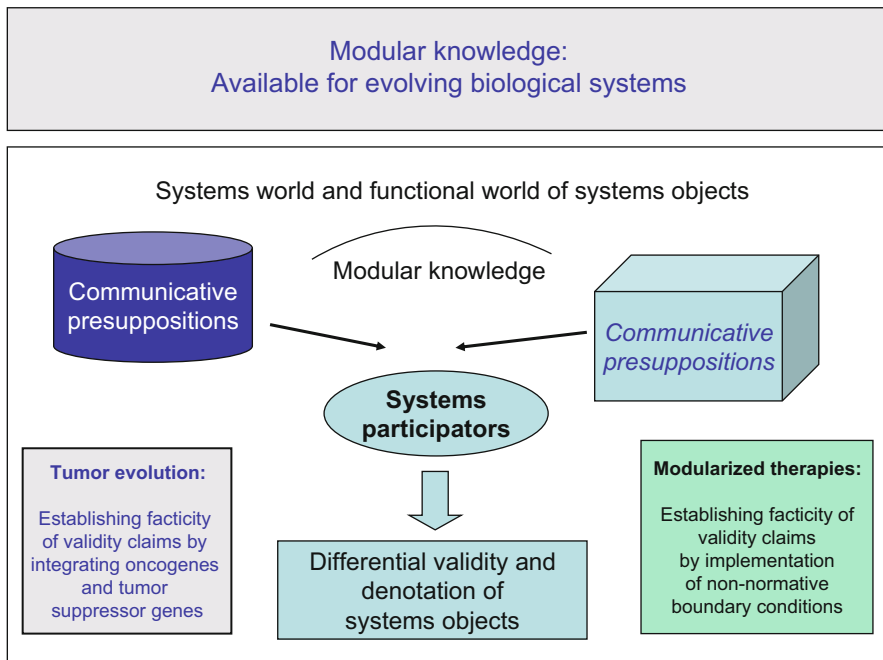 Modular knowledge:
Available for evolving biological systems
Systems world and functional world of systems objects
Communicative
presuppositions
Modular knowledge
Communicative
presuppositions
Systems
participators
Tumor evolution:
Establishing facticity
of validity claims by
integrating oncogenes
and tumor
suppressor genes
Differential validity and
denotation of
systems objects
Modularized therapies:
Establishing facticity of
validity claims
by implementation
of non-normative
boundary conditions